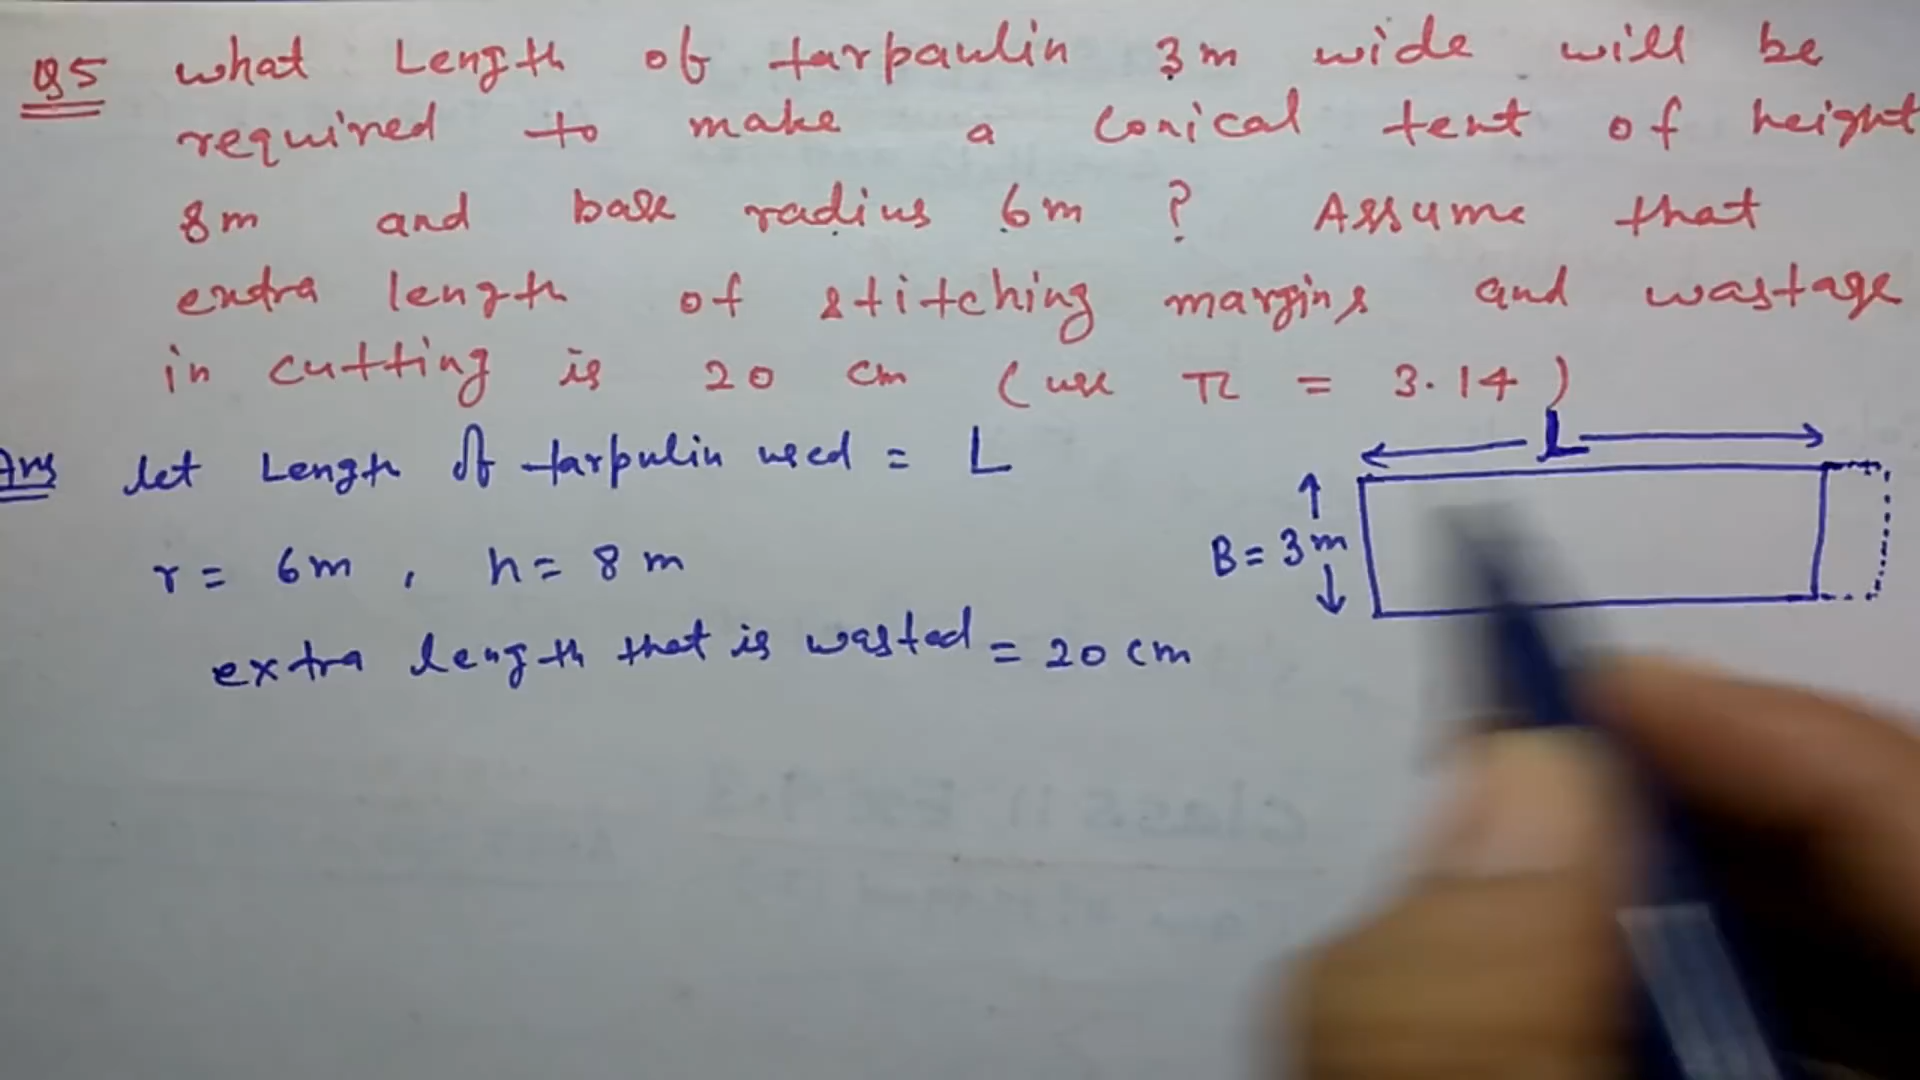 Q5 What Length of tarpaulin 3m wide will be
required to make a Conical tent of height
8m and base radius 6m ? Assume that
extra length of stitching margins and wastage
in cutting is 20 cm (use π = 3.14)
Ans let Length of tarpulin used = L
L
r = 6m , h = 8 m
B = 3m
extra length that is wasted = 20 cm